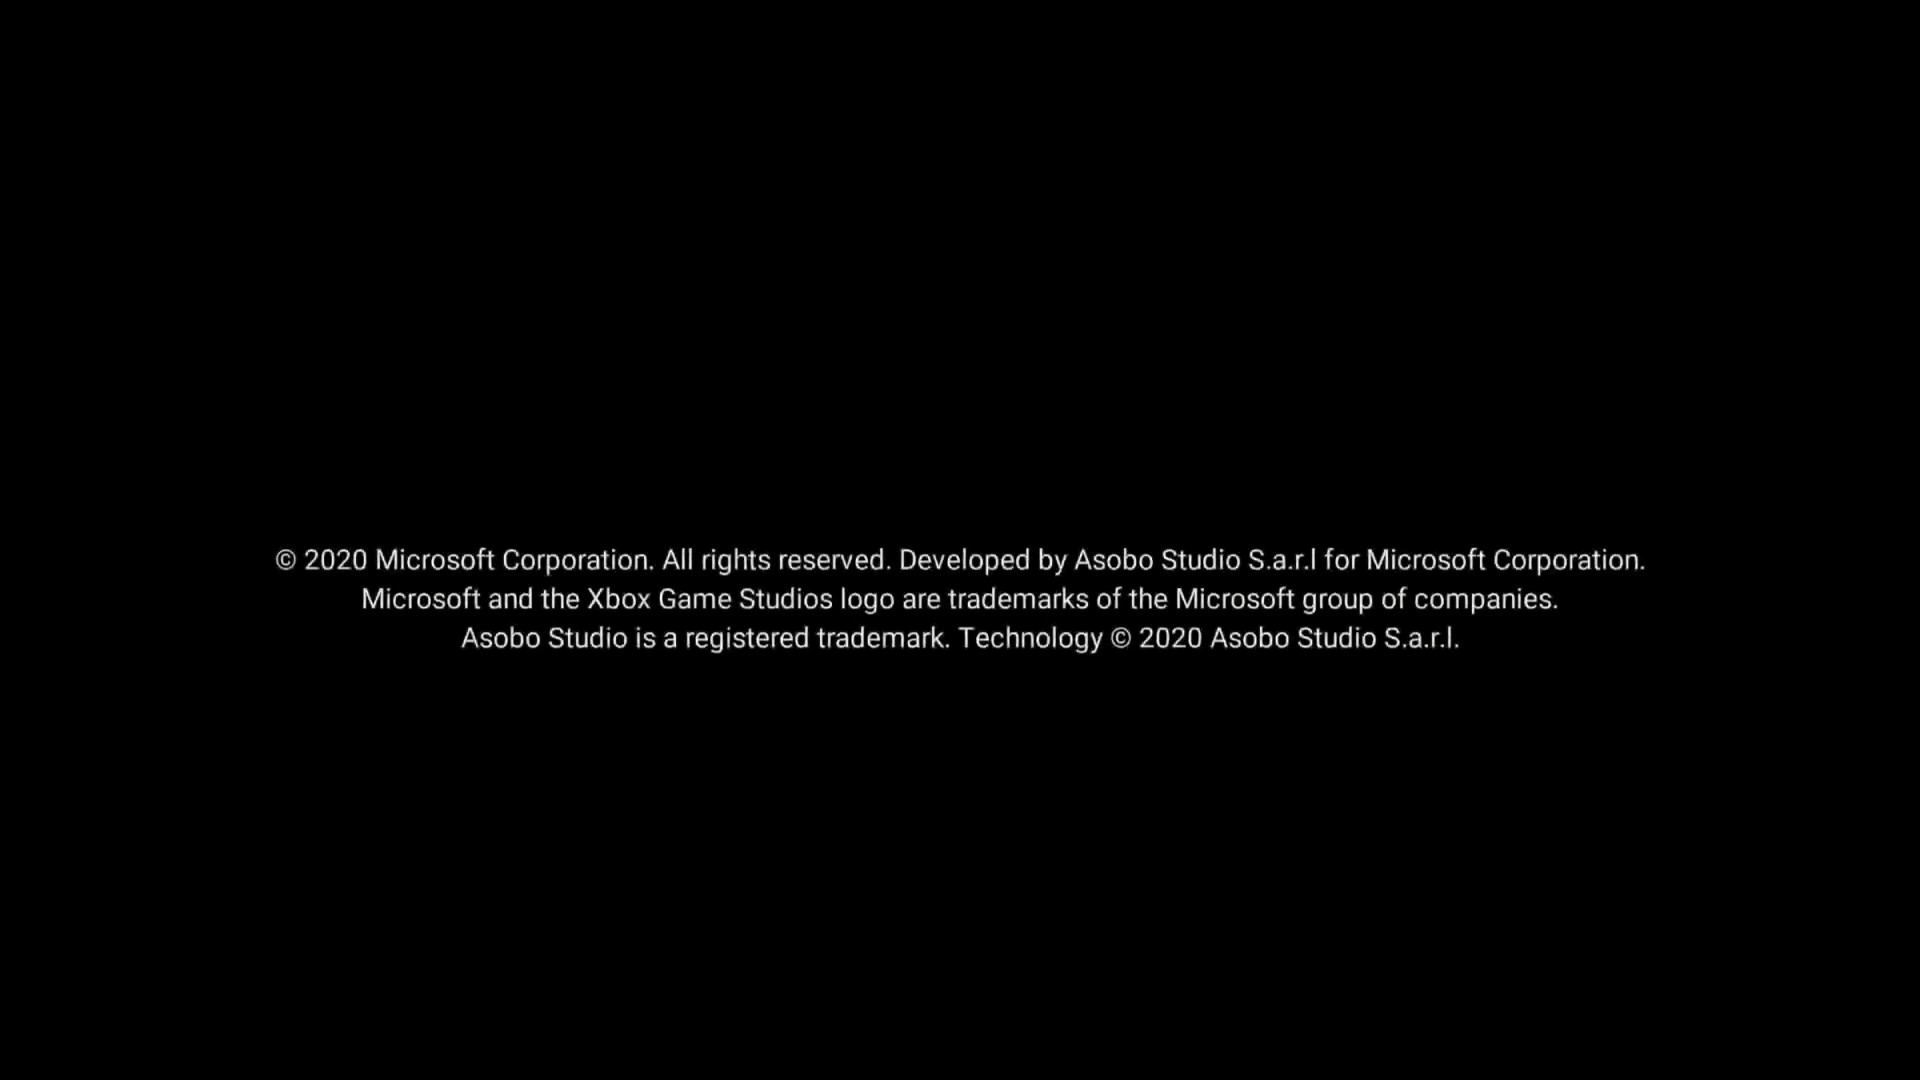 © 2020 Microsoft Corporation. All rights reserved. Developed by Asobo Studio S.a.r.l for Microsoft Corporation.
Microsoft and the Xbox Game Studios logo are trademarks of the Microsoft group of companies.
Asobo Studio is a registered trademark. Technology © 2020 Asobo Studio S.a.r.l.